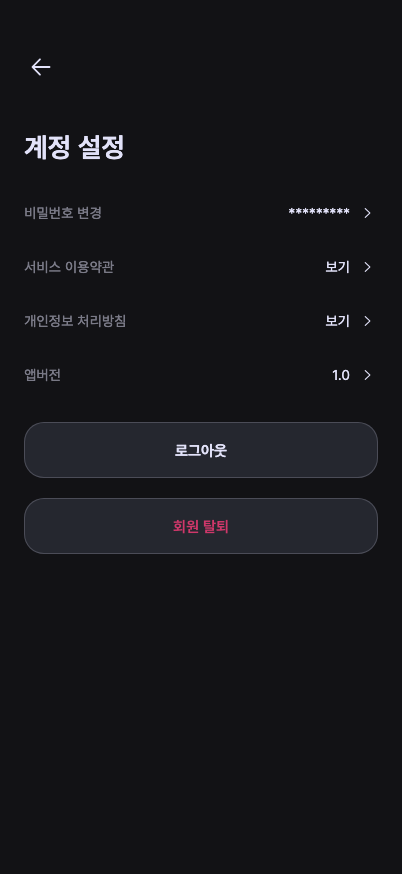 계정 설정
비밀번호 변경 *********
서비스 이용약관 보기
개인정보 처리방침 보기
앱버전 1.0
로그아웃
회원 탈퇴